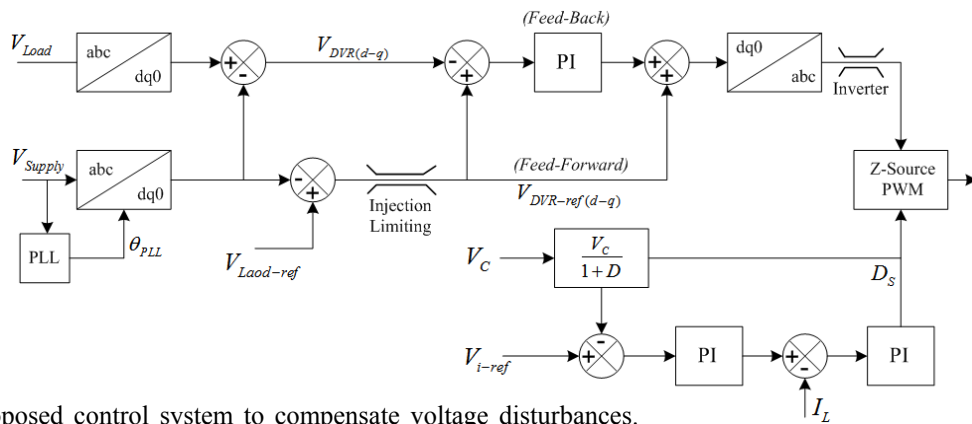 (Feed-Back)
V_Load
abc
dq0
V_DVR(d-q)
PI
dq0
abc
Inverter
V_Supply
abc
dq0
(Feed-Forward)
V_DVR-ref(d-q)
Z-Source
PWM
Injection
Limiting
PLL
θ_PLL
V_Laod-ref
V_C
V_C
1+D
D_S
V_i-ref
PI
PI
I_L
oposed control system to compensate voltage disturbances.